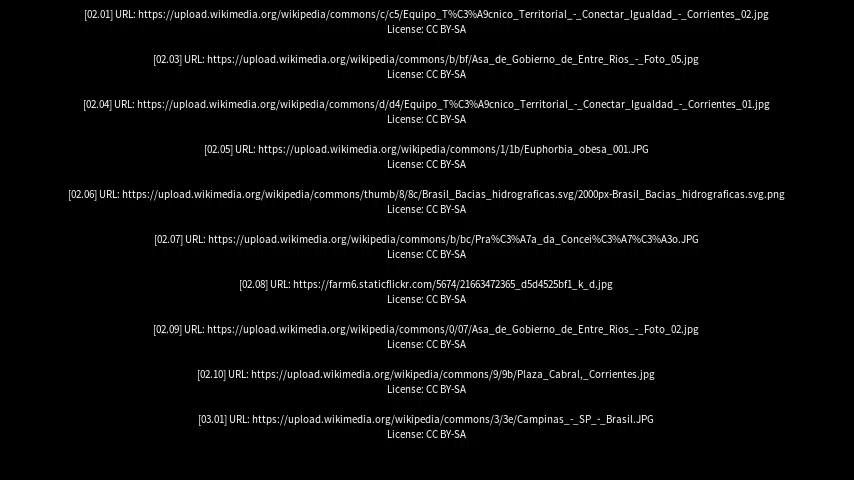 [02.01] URL: https://upload.wikimedia.org/wikipedia/commons/c/c5/Equipo_T%C3%A9cnico_Territorial_-_Conectar_Igualdad_-_Corrientes_02.jpg
License: CC BY-SA
[02.03] URL: https://upload.wikimedia.org/wikipedia/commons/b/bf/Asa_de_Gobierno_de_Entre_Rios_-_Foto_05.jpg
License: CC BY-SA
[02.04] URL: https://upload.wikimedia.org/wikipedia/commons/d/d4/Equipo_T%C3%A9cnico_Territorial_-_Conectar_Igualdad_-_Corrientes_01.jpg
License: CC BY-SA
[02.05] URL: https://upload.wikimedia.org/wikipedia/commons/1/1b/Euphorbia_obesa_001.JPG
License: CC BY-SA
[02.06] URL: https://upload.wikimedia.org/wikipedia/commons/thumb/8/8c/Brasil_Bacias_hidrograficas.svg/2000px-Brasil_Bacias_hidrograficas.svg.png
License: CC BY-SA
[02.07] URL: https://upload.wikimedia.org/wikipedia/commons/b/bc/Pra%C3%A7a_da_Concei%C3%A7%C3%A3o.JPG
License: CC BY-SA
[02.08] URL: https://farm6.staticflickr.com/5674/21663472365_d5d4525bf1_k_d.jpg
License: CC BY-SA
[02.09] URL: https://upload.wikimedia.org/wikipedia/commons/0/07/Asa_de_Gobierno_de_Entre_Rios_-_Foto_02.jpg
License: CC BY-SA
[02.10] URL: https://upload.wikimedia.org/wikipedia/commons/9/9b/Plaza_Cabral,_Corrientes.jpg
License: CC BY-SA
[03.01] URL: https://upload.wikimedia.org/wikipedia/commons/3/3e/Campinas_-_SP_-_Brasil.JPG
License: CC BY-SA